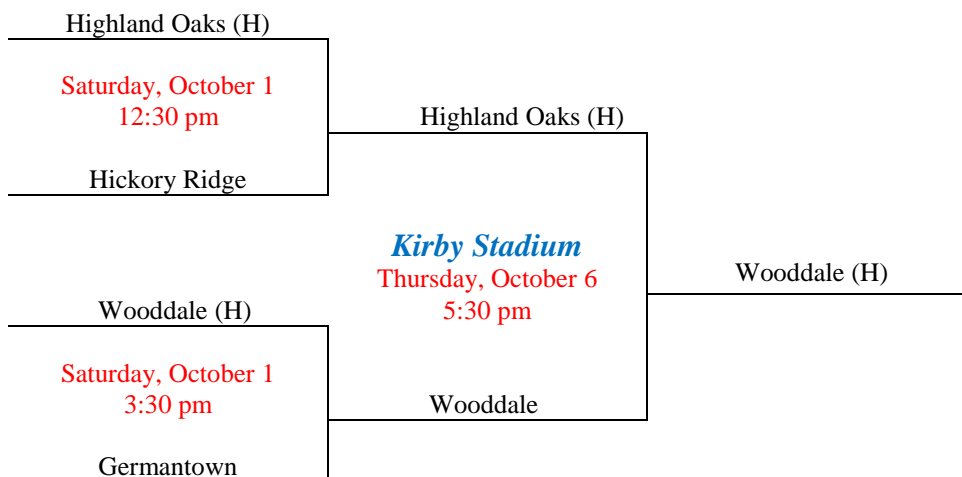 Highland Oaks (H)
Saturday, October 1
12:30 pm
Highland Oaks (H)
Hickory Ridge
Kirby Stadium
Thursday, October 6
5:30 pm
Wooddale (H)
Wooddale (H)
Saturday, October 1
3:30 pm
Wooddale
Germantown